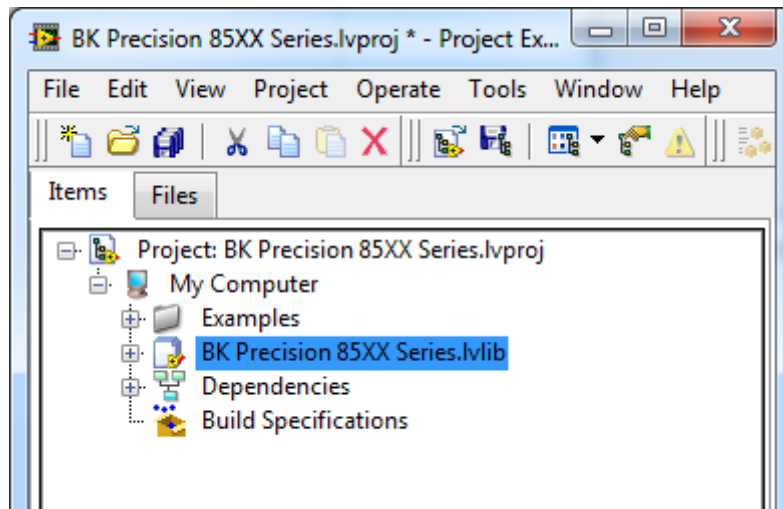 BK Precision 85XX Series.lvproj * - Project Ex...
File Edit View Project Operate Tools Window Help
Items Files
Project: BK Precision 85XX Series.lvproj
My Computer
Examples
BK Precision 85XX Series.lvlib
Dependencies
Build Specifications